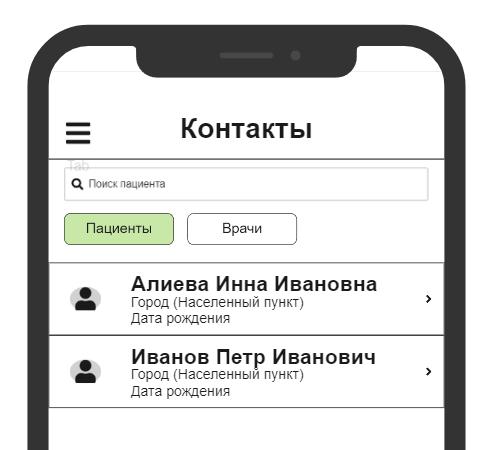 Контакты
Tab
Поиск пациента
Пациенты
Врачи
Алиева Инна Ивановна
Город (Населенный пункт)
Дата рождения
Иванов Петр Иванович
Город (Населенный пункт)
Дата рождения